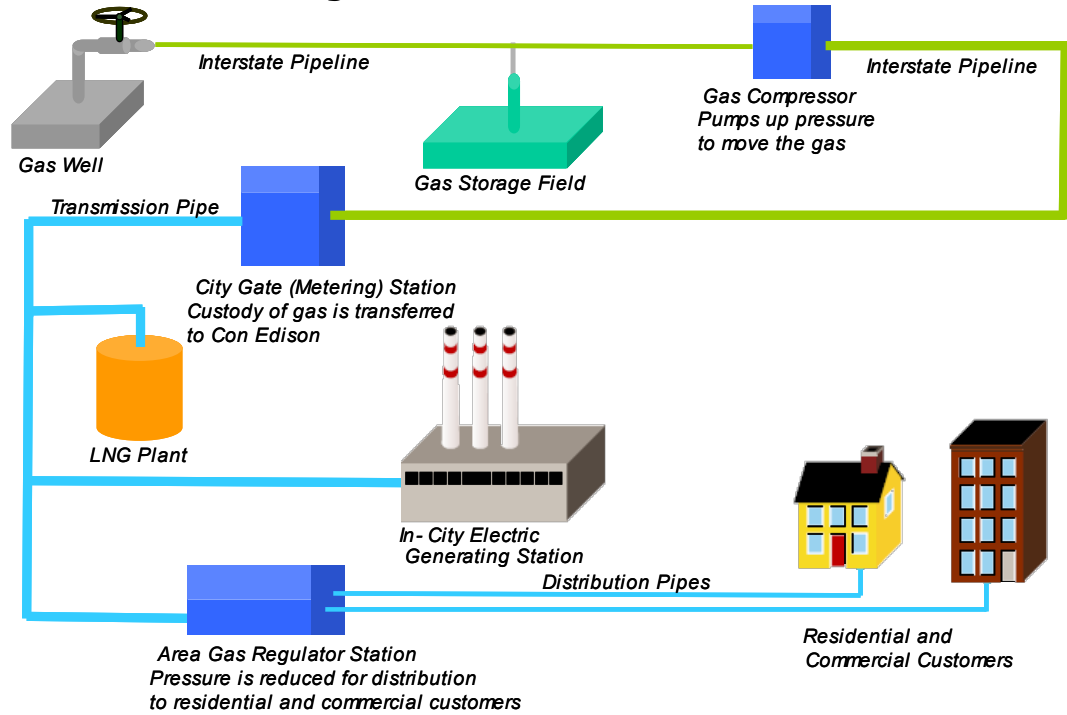 Interstate Pipeline
Interstate Pipeline
Gas Compressor
Pumps up pressure
to move the gas
Gas Well
Gas Storage Field
Transmission Pipe
City Gate (Metering) Station
Custody of gas is transferred
to Con Edison
LNG Plant
In- City Electric
Generating Station
Distribution Pipes
Residential and
Commercial Customers
Area Gas Regulator Station
Pressure is reduced for distribution
to residential and commercial customers